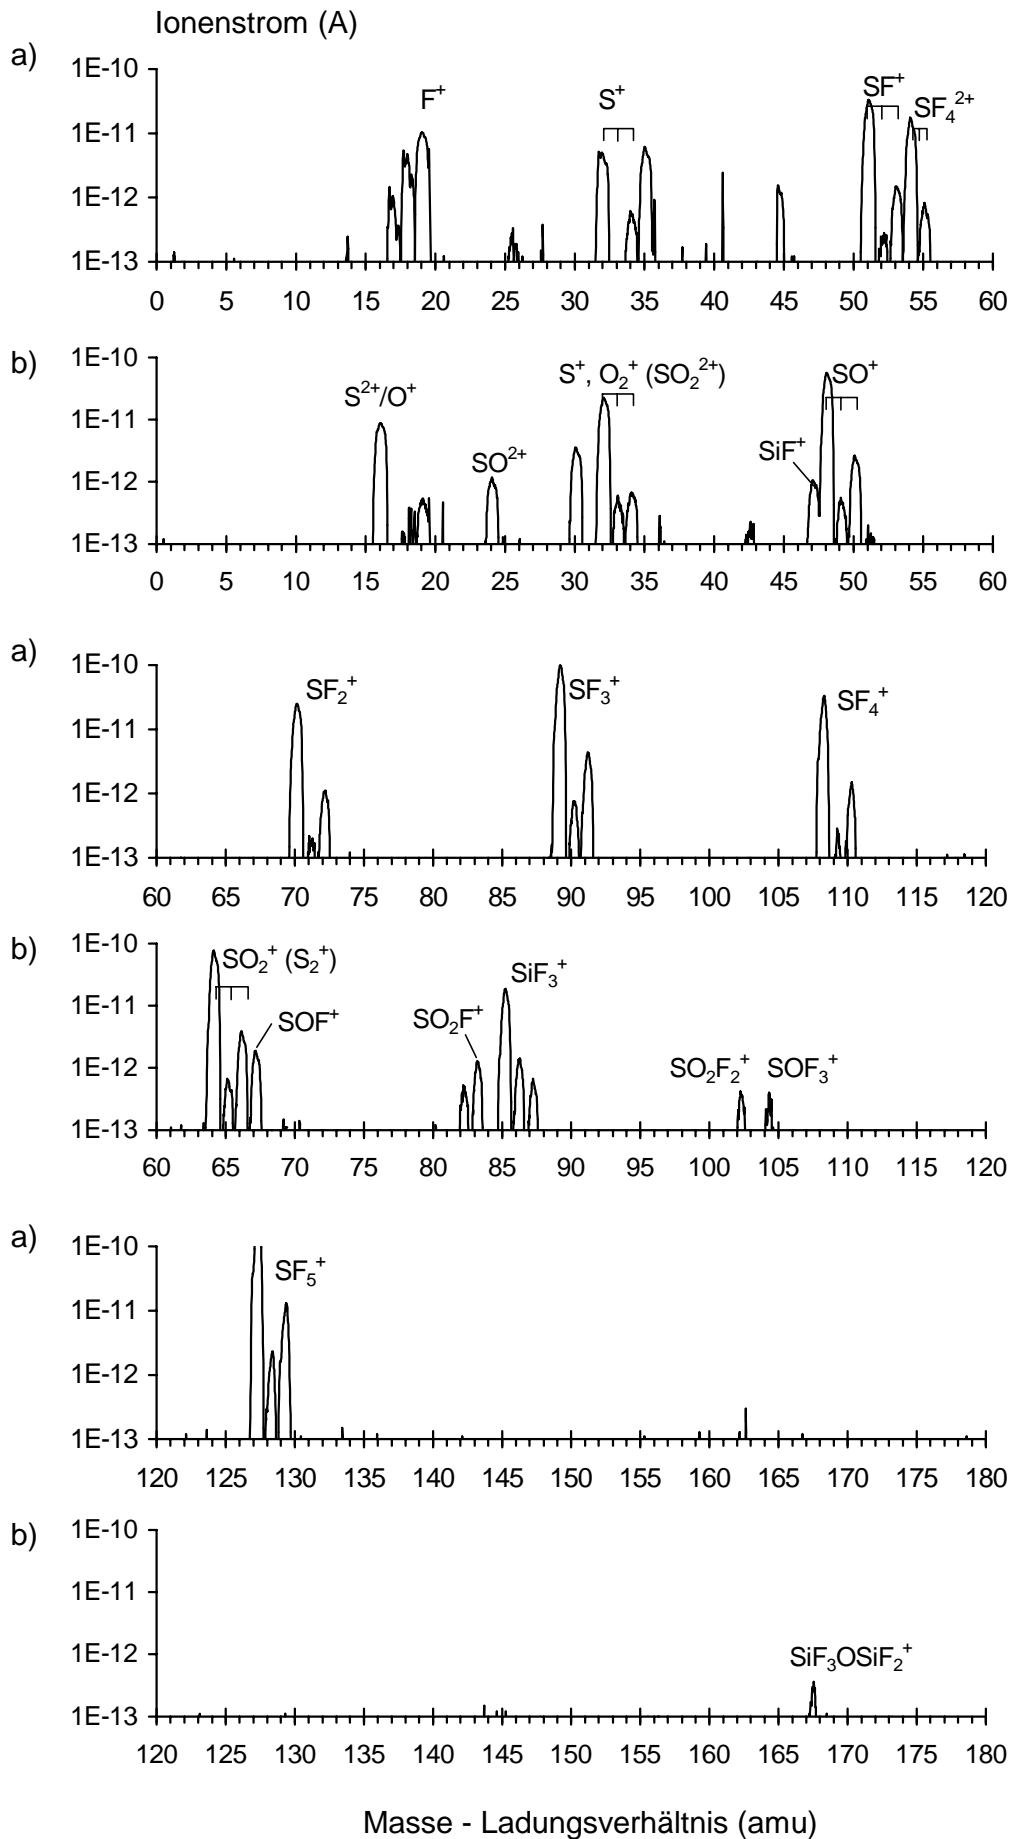 Ionenstrom (A)
a)
1E-10
F⁺ S⁺ SF⁺ SF₄²⁺
1E-11
1E-12
1E-13
0 5 10 15 20 25 30 35 40 45 50 55 60
b)
1E-10
S²⁺/O⁺ S⁺, O₂⁺ (SO₂²⁺) SO⁺
1E-11
SO²⁺ SiF⁺
1E-12
1E-13
0 5 10 15 20 25 30 35 40 45 50 55 60
a)
1E-10
SF₂⁺ SF₃⁺ SF₄⁺
1E-11
1E-12
1E-13
60 65 70 75 80 85 90 95 100 105 110 115 120
b)
1E-10
SO₂⁺ (S₂⁺) SiF₃⁺
1E-11
SOF⁺ SO₂F⁺
1E-12
SO₂F₂⁺ SOF₃⁺
1E-13
60 65 70 75 80 85 90 95 100 105 110 115 120
a)
1E-10
SF₅⁺
1E-11
1E-12
1E-13
120 125 130 135 140 145 150 155 160 165 170 175 180
b)
1E-10
1E-11
1E-12
SiF₃OSiF₂⁺
1E-13
120 125 130 135 140 145 150 155 160 165 170 175 180
Masse - Ladungsverhältnis (amu)